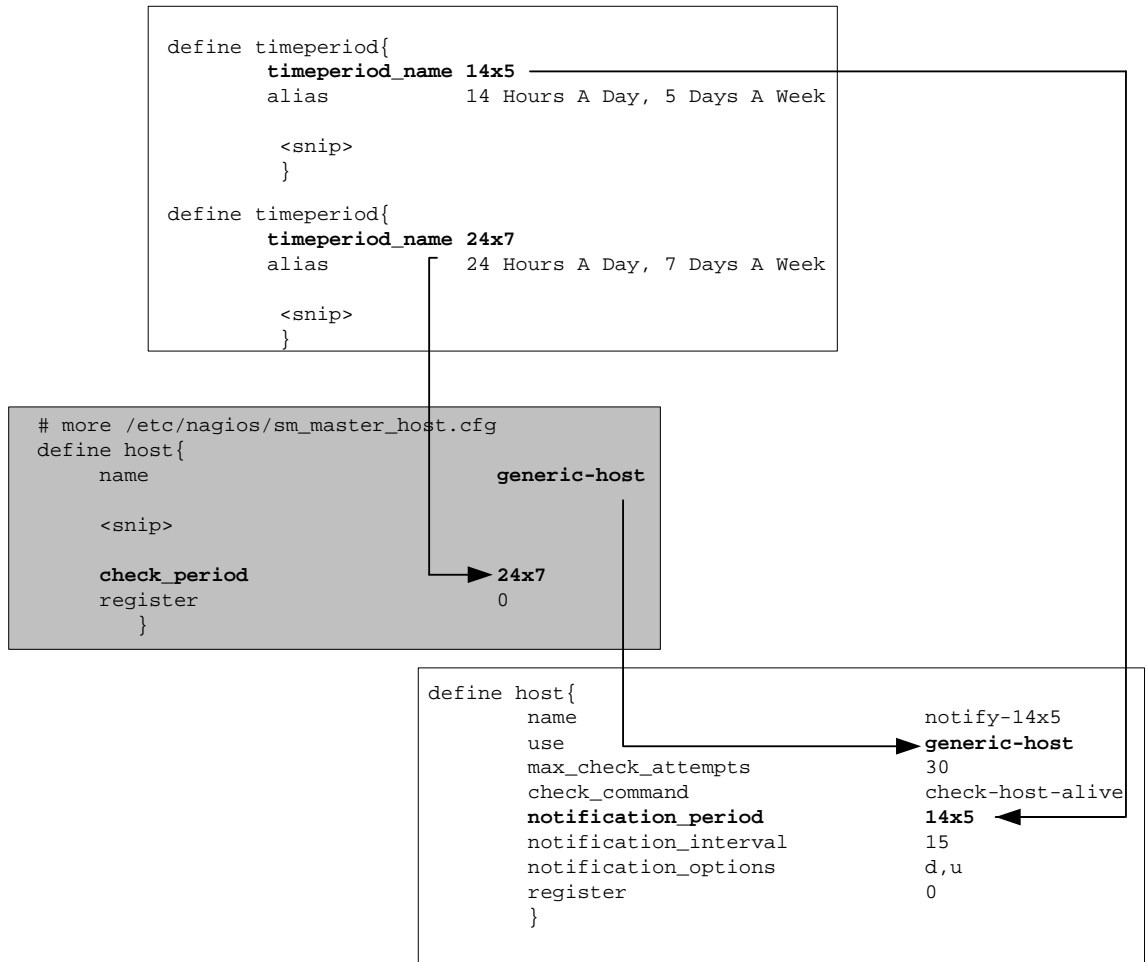 define timeperiod{
timeperiod_name 14x5
alias 14 Hours A Day, 5 Days A Week
<snip>
}
define timeperiod{
timeperiod_name 24x7
alias 24 Hours A Day, 7 Days A Week
<snip>
}
# more /etc/nagios/sm_master_host.cfg
define host{
name generic-host
<snip>
check_period 24x7
register 0
}
define host{
name notify-14x5
use generic-host
max_check_attempts 30
check_command check-host-alive
notification_period 14x5
notification_interval 15
notification_options d,u
register 0
}